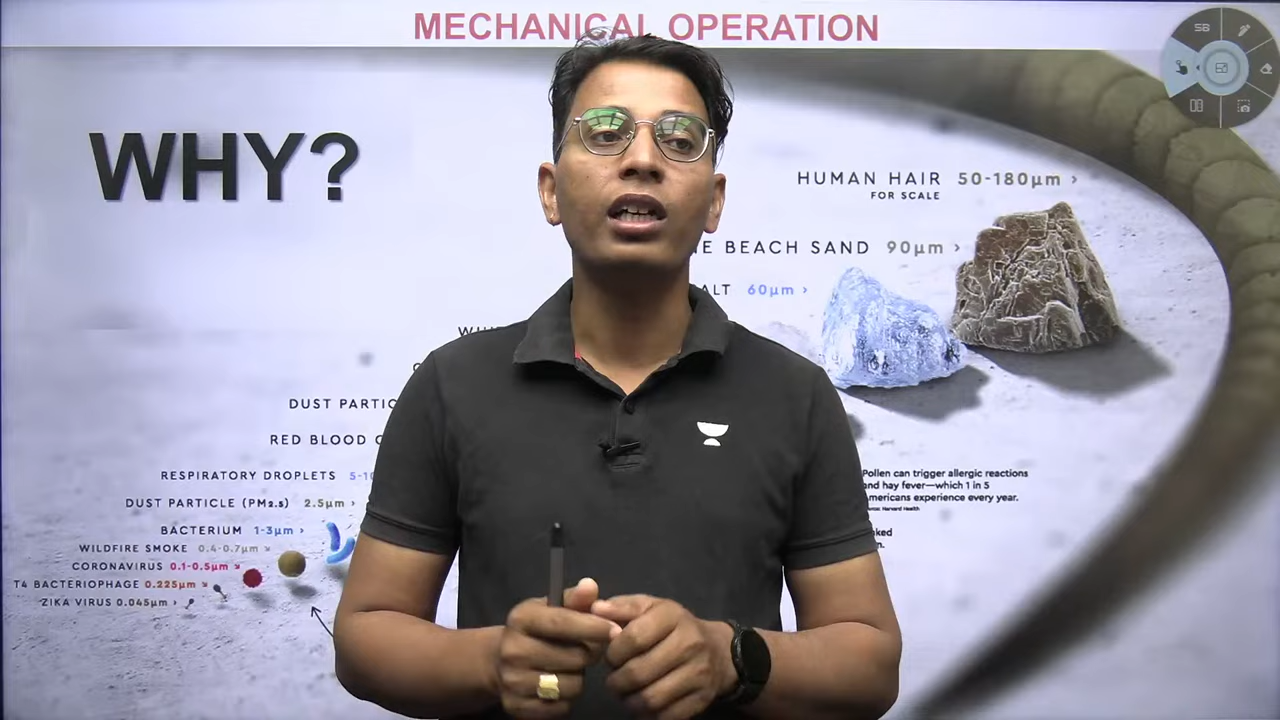 MECHANICAL OPERATION
WHY?
HUMAN HAIR 50-180µm ›
FOR SCALE
BEACH SAND 90µm ›
60µm ›
DUST
RED BLOOD
RESPIRATORY DROPLETS
DUST PARTICLE (PM2.5) 2.5µm ›
BACTERIUM 1-3µm ›
WILDFIRE SMOKE 0.4-0.7µm
CORONAVIRUS 0.1-0.5µm
T4 BACTERIOPHAGE 0.225µm
ZIKA VIRUS 0.045µm ›
Pollen can trigger allergic reactions
and hay fever—which 1 in 5
Americans experience every year.
Source: Harvard Health